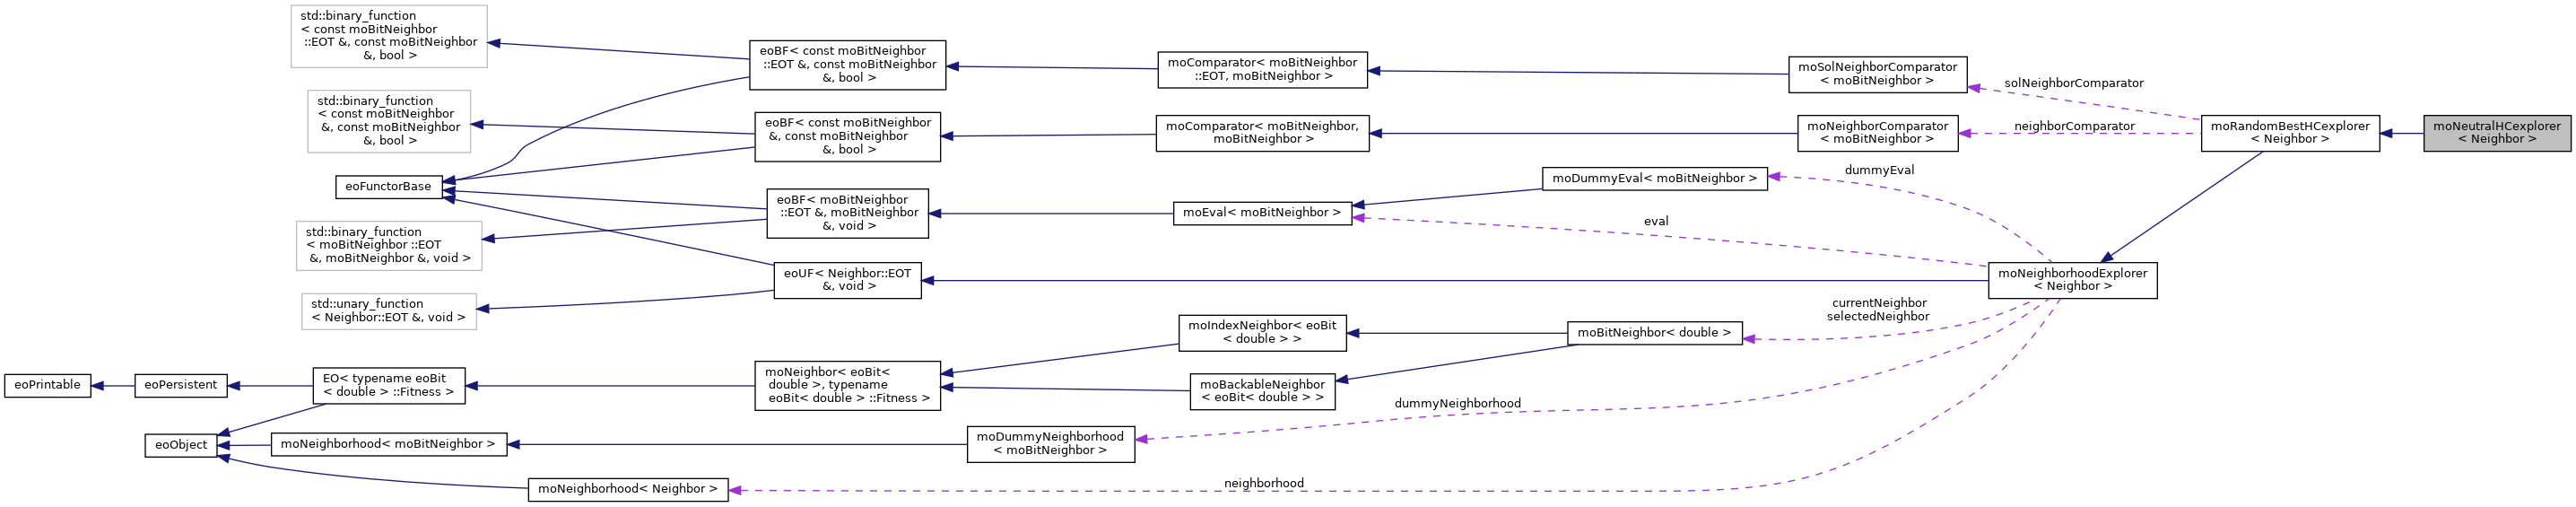 std::binary_function
< const moBitNeighbor
::EOT &, const moBitNeighbor
&, bool >
eoBF< const moBitNeighbor
::EOT &, const moBitNeighbor
&, bool >
moComparator< moBitNeighbor
::EOT, moBitNeighbor >
moSolNeighborComparator
< moBitNeighbor >
solNeighborComparator
std::binary_function
< const moBitNeighbor
&, const moBitNeighbor
&, bool >
eoBF< const moBitNeighbor
&, const moBitNeighbor
&, bool >
moComparator< moBitNeighbor,
moBitNeighbor >
moNeighborComparator
< moBitNeighbor >
neighborComparator
moRandomBestHCexplorer
< Neighbor >
moNeutralHCexplorer
< Neighbor >
eoFunctorBase
eoBF< moBitNeighbor
::EOT &, moBitNeighbor
&, void >
moEval< moBitNeighbor >
moDummyEval< moBitNeighbor >
dummyEval
eval
std::binary_function
< moBitNeighbor ::EOT
&, moBitNeighbor &, void >
eoUF< Neighbor::EOT
&, void >
moNeighborhoodExplorer
< Neighbor >
std::unary_function
< Neighbor::EOT &, void >
moIndexNeighbor< eoBit
< double > >
moBitNeighbor< double >
currentNeighbor
selectedNeighbor
eoPrintable
eoPersistent
EO< typename eoBit
< double > ::Fitness >
moNeighbor< eoBit<
double >, typename
eoBit< double > ::Fitness >
moBackableNeighbor
< eoBit< double > >
dummyNeighborhood
eoObject
moNeighborhood< moBitNeighbor >
moDummyNeighborhood
< moBitNeighbor >
moNeighborhood< Neighbor >
neighborhood